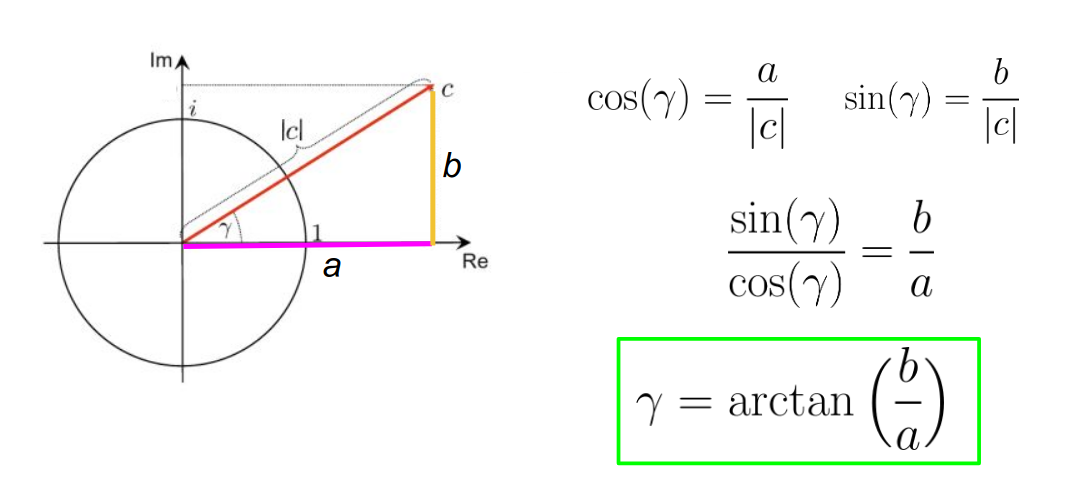 Im
i
c
|c|
b
γ
1
a
Re
cos(γ) = a/|c|
sin(γ) = b/|c|
sin(γ)/cos(γ) = b/a
γ = arctan (b/a)